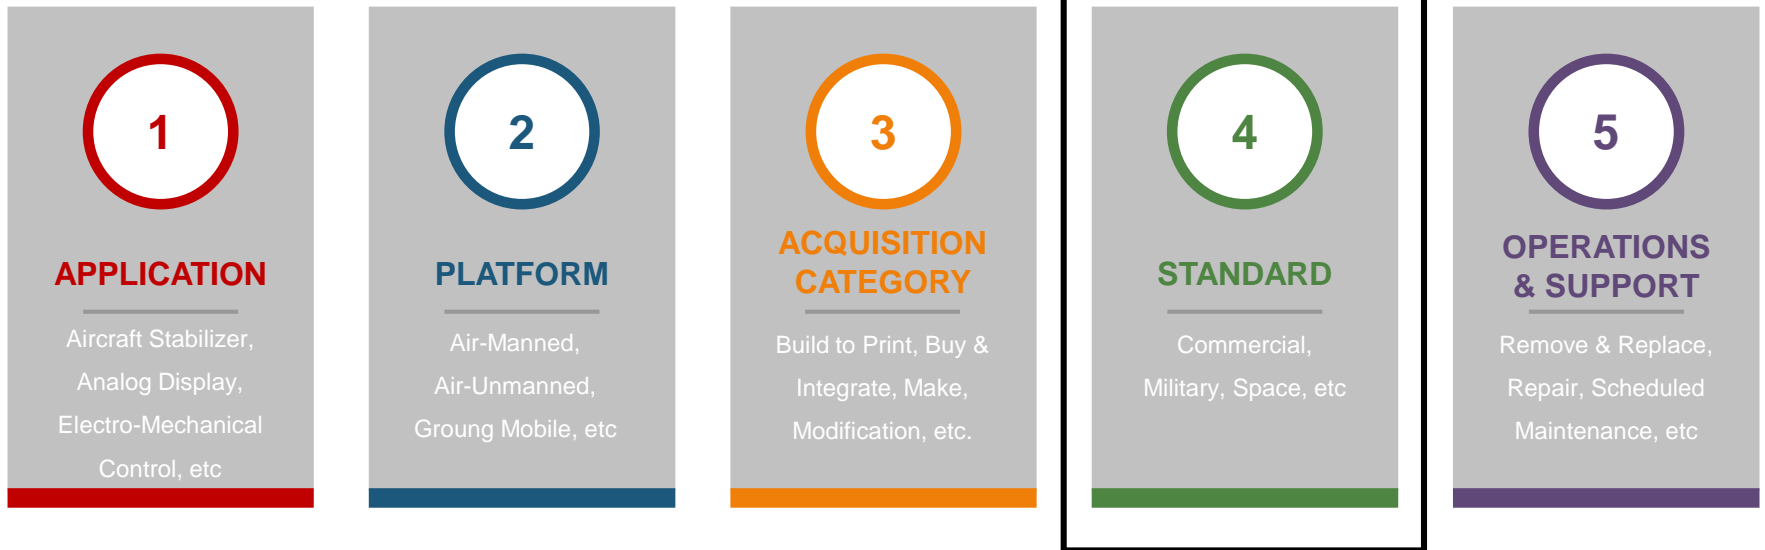 1
APPLICATION
Aircraft Stabilizer,
Analog Display,
Electro-Mechanical
Control, etc
2
PLATFORM
Air-Manned,
Air-Unmanned,
Groung Mobile, etc
3
ACQUISITION
CATEGORY
Build to Print, Buy &
Integrate, Make,
Modification, etc.
4
STANDARD
Commercial,
Military, Space, etc
5
OPERATIONS
& SUPPORT
Remove & Replace,
Repair, Scheduled
Maintenance, etc